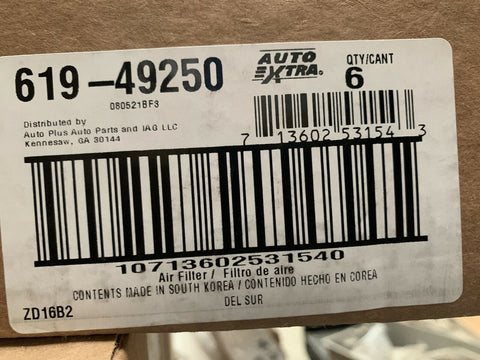 619-49250
080521BF3
AUTO EXTRA®
QTY/CANT
6
Distributed by
Auto Plus Auto Parts and IAG LLC
Kennesaw, GA 30144
7 13602 53154 3
10713602531540
Air Filter / Filtro de aire
CONTENTS MADE IN SOUTH KOREA / CONTENIDO HECHO EN COREA
DEL SUR
ZD16B2